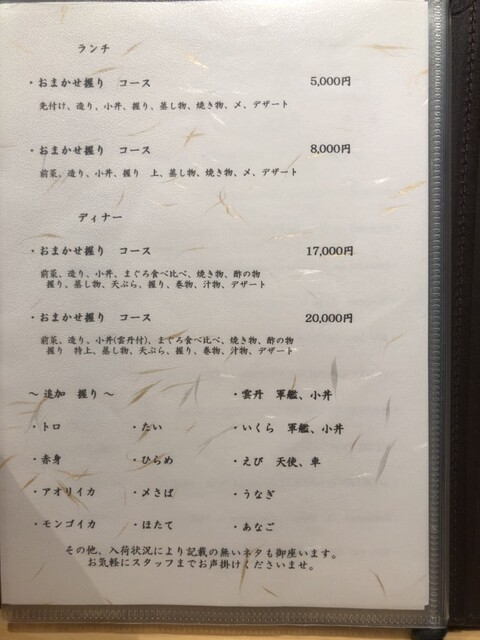 ランチ
・おまかせ握り コース 5,000円
先付け、造り、小丼、握り、蒸し物、焼き物、〆、デザート
・おまかせ握り コース 8,000円
前菜、造り、小丼、握り 上、蒸し物、焼き物、〆、デザート
ディナー
・おまかせ握り コース 17,000円
前菜、造り、小丼、まぐろ食べ比べ、焼き物、酢の物
握り、蒸し物、天ぷら、握り、巻物、汁物、デザート
・おまかせ握り コース 20,000円
前菜、造り、小丼(雲丹付)、まぐろ食べ比べ、焼き物、酢の物
握り 特上、蒸し物、天ぷら、握り、巻物、汁物、デザート
～ 追加 握り ～ ・雲丹 軍艦、小丼
・トロ ・たい ・いくら 軍艦、小丼
・赤身 ・ひらめ ・えび 天使、車
・アオリイカ ・〆さば ・うなぎ
・モンゴイカ ・ほたて ・あなご
その他、入荷状況により記載の無いネタも御座います。
お気軽にスタッフまでお声掛けくださいませ。